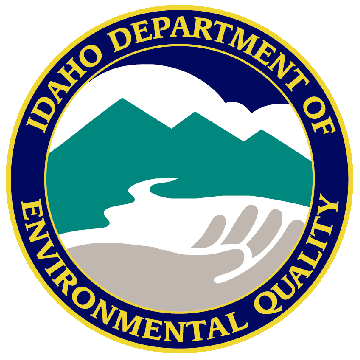 IDAHO DEPARTMENT OF
ENVIRONMENTAL QUALITY